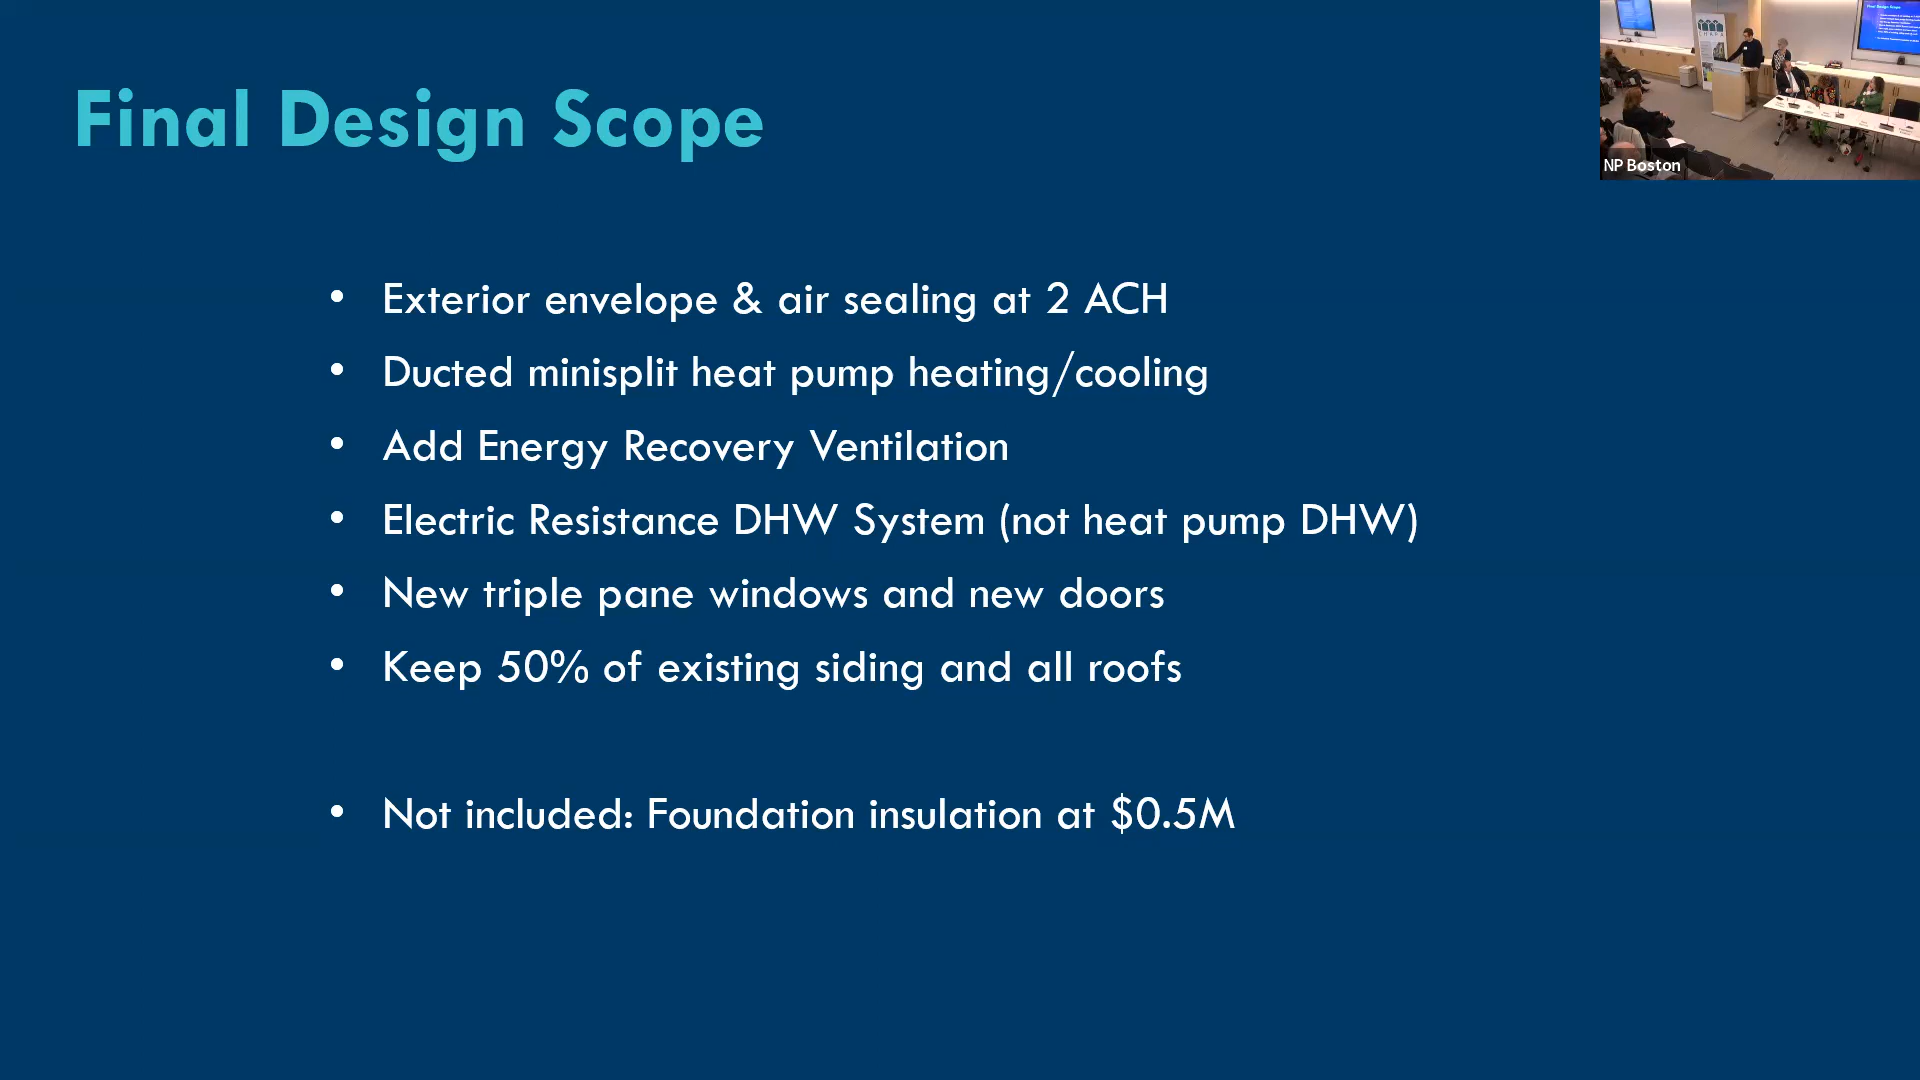 Final Design Scope
• Exterior envelope & air sealing at 2 ACH
• Ducted minisplit heat pump heating/cooling
• Add Energy Recovery Ventilation
• Electric Resistance DHW System (not heat pump DHW)
• New triple pane windows and new doors
• Keep 50% of existing siding and all roofs
• Not included: Foundation insulation at $0.5M
NP Boston